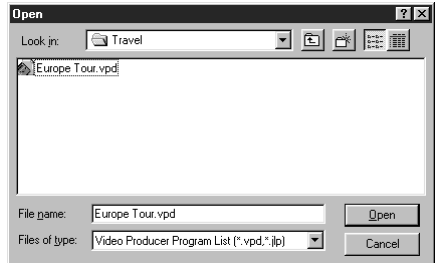 Open
Look in: Travel
Europe Tour.vpd
File name: Europe Tour.vpd Open
Files of type: Video Producer Program List (*.vpd,*.jlp) Cancel